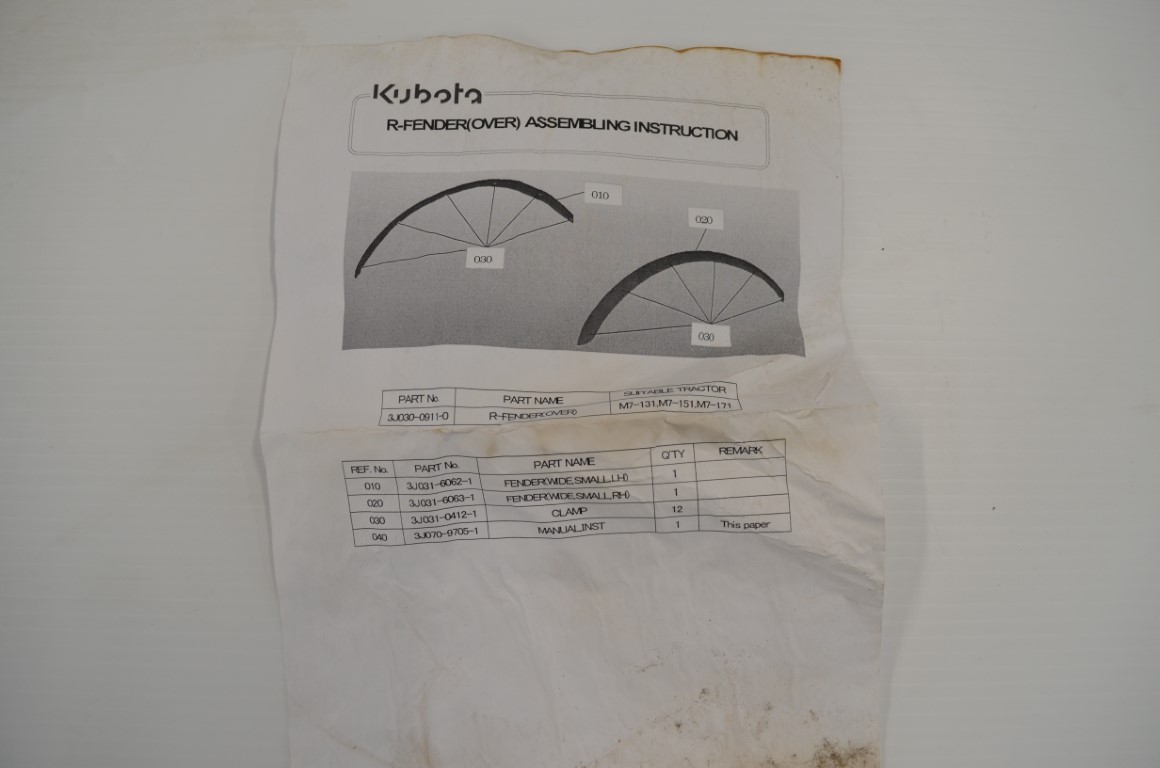 Kubota
R-FENDER(OVER) ASSEMBLING INSTRUCTION
010
020
030
030
PART No. PART NAME SUITABLE TRACTOR
3J030-0911-0 R-FENDER(OVER) M7-131,M7-151,M7-171
REF. No. PART No. PART NAME Q'TY REMARK
010 3J031-6062-1 FENDER(WIDE,SMALL,LH) 1
020 3J031-6063-1 FENDER(WIDE,SMALL,RH) 1
030 3J031-0412-1 CLAMP 12
040 3J070-9705-1 MANUAL,INST 1 This paper